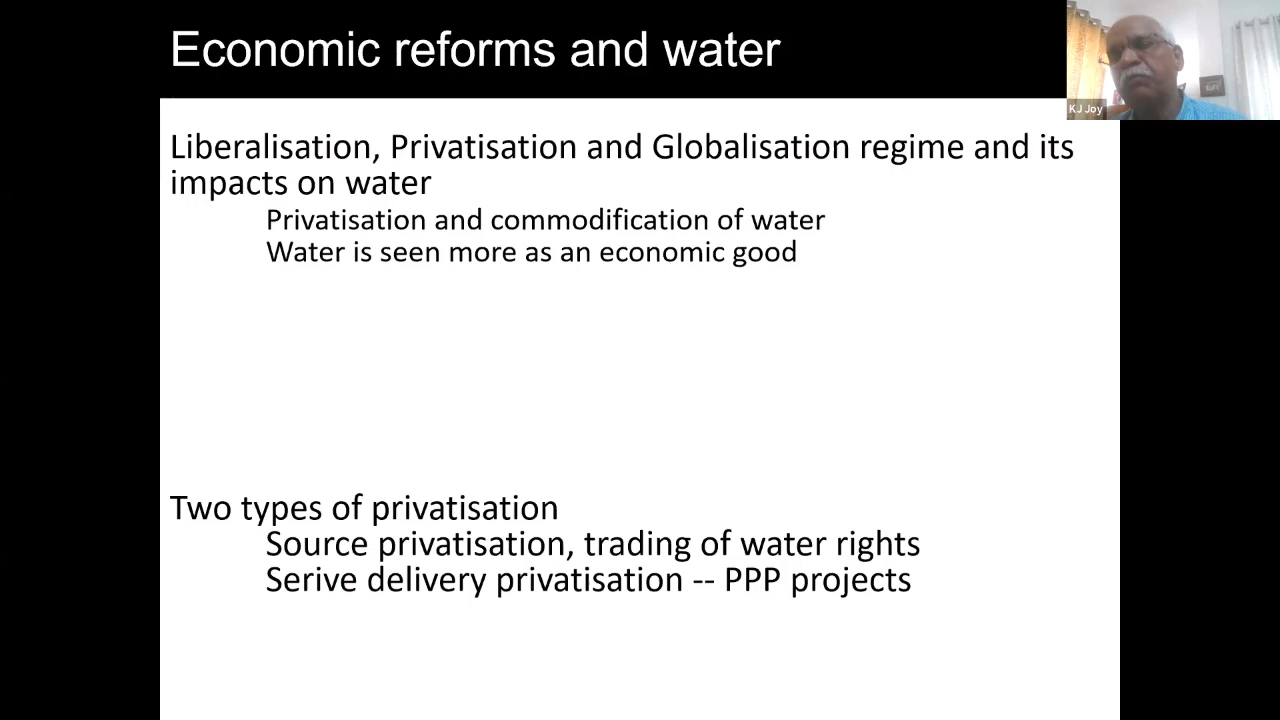 Economic reforms and water
KJ Joy
Liberalisation, Privatisation and Globalisation regime and its
impacts on water
Privatisation and commodification of water
Water is seen more as an economic good
Two types of privatisation
Source privatisation, trading of water rights
Serive delivery privatisation -- PPP projects